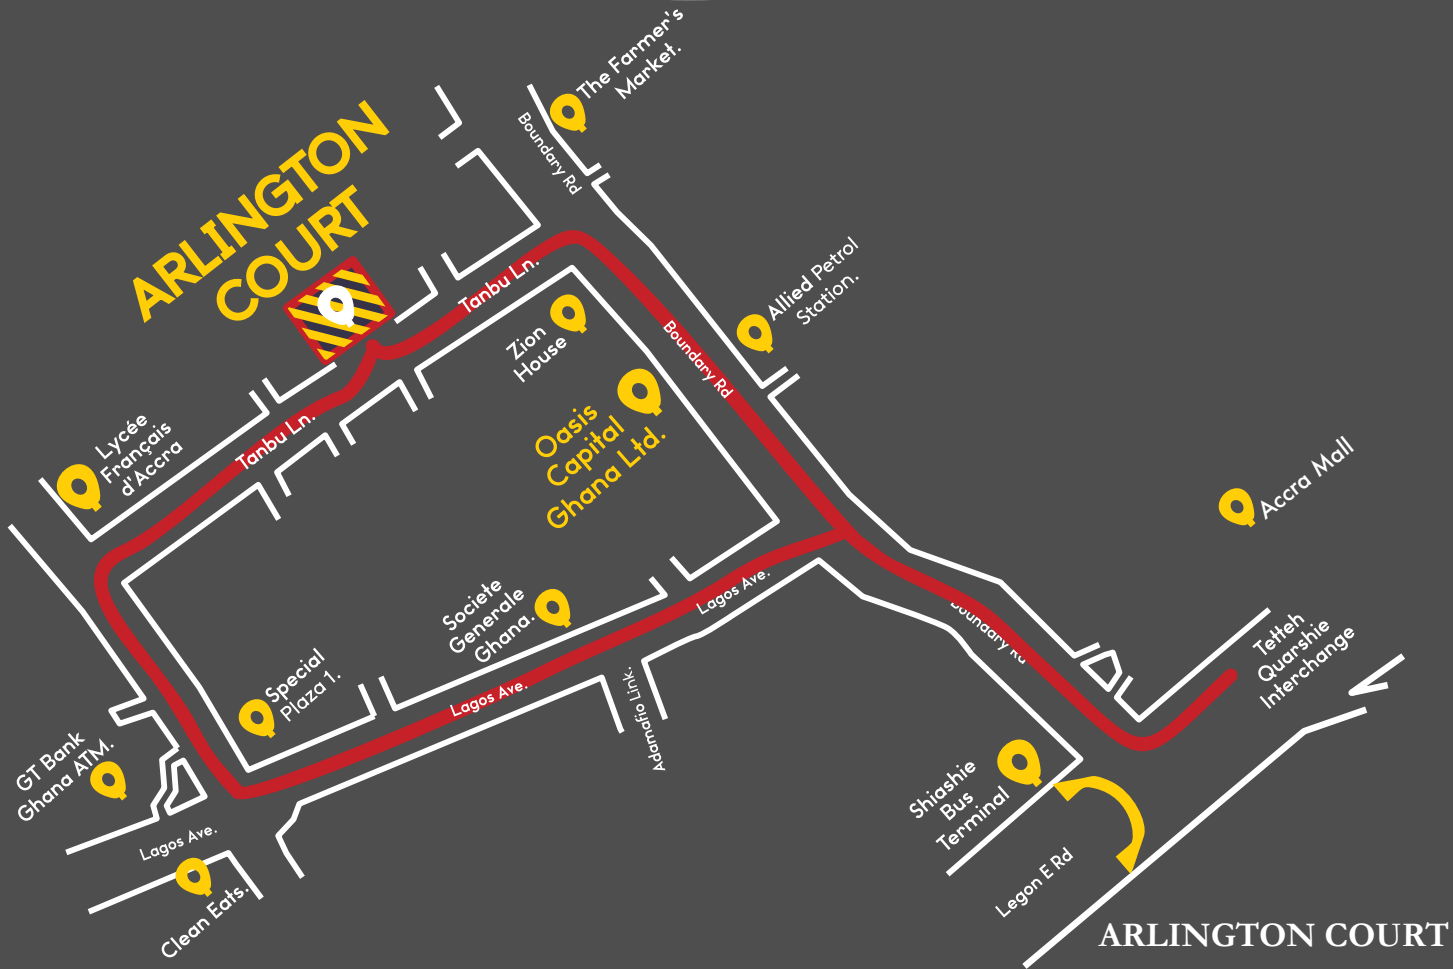 The Farmer's
Market.
Boundary Rd
ARLINGTON
COURT
Tanbu Ln.
Allied Petrol
Station.
Zion
House
Boundary Rd
Oasis
Capital
Ghana Ltd.
Lycée
Français
d'Accra
Tanbu Ln.
Accra Mall
Societe
Generale
Ghana.
Lagos Ave.
Boundary Rd
Tetteh
Quarshie
Interchange
Special
Plaza 1.
Lagos Ave.
Adamafio Link.
GT Bank
Ghana ATM.
Shiashie
Bus
Terminal
Lagos Ave.
Legon E Rd
Clean Eats.
ARLINGTON COURT